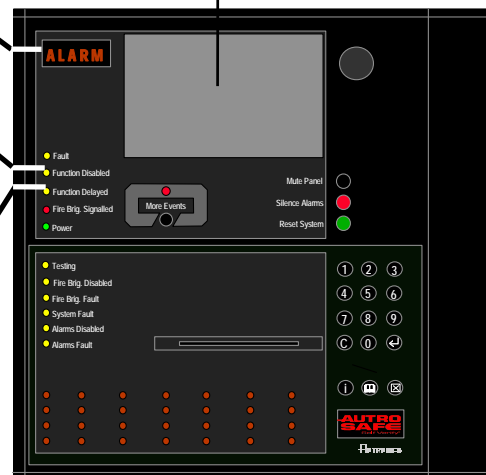 ALARM
Fault
Function Disabled
Function Delayed
Fire Brig. Signalled
Power
More Events
Mute Panel
Silence Alarms
Reset System
Testing
Fire Brig. Disabled
Fire Brig. Fault
System Fault
Alarms Disabled
Alarms Fault
1 2 3
4 5 6
7 8 9
C 0
i
AUTRO
SAFE